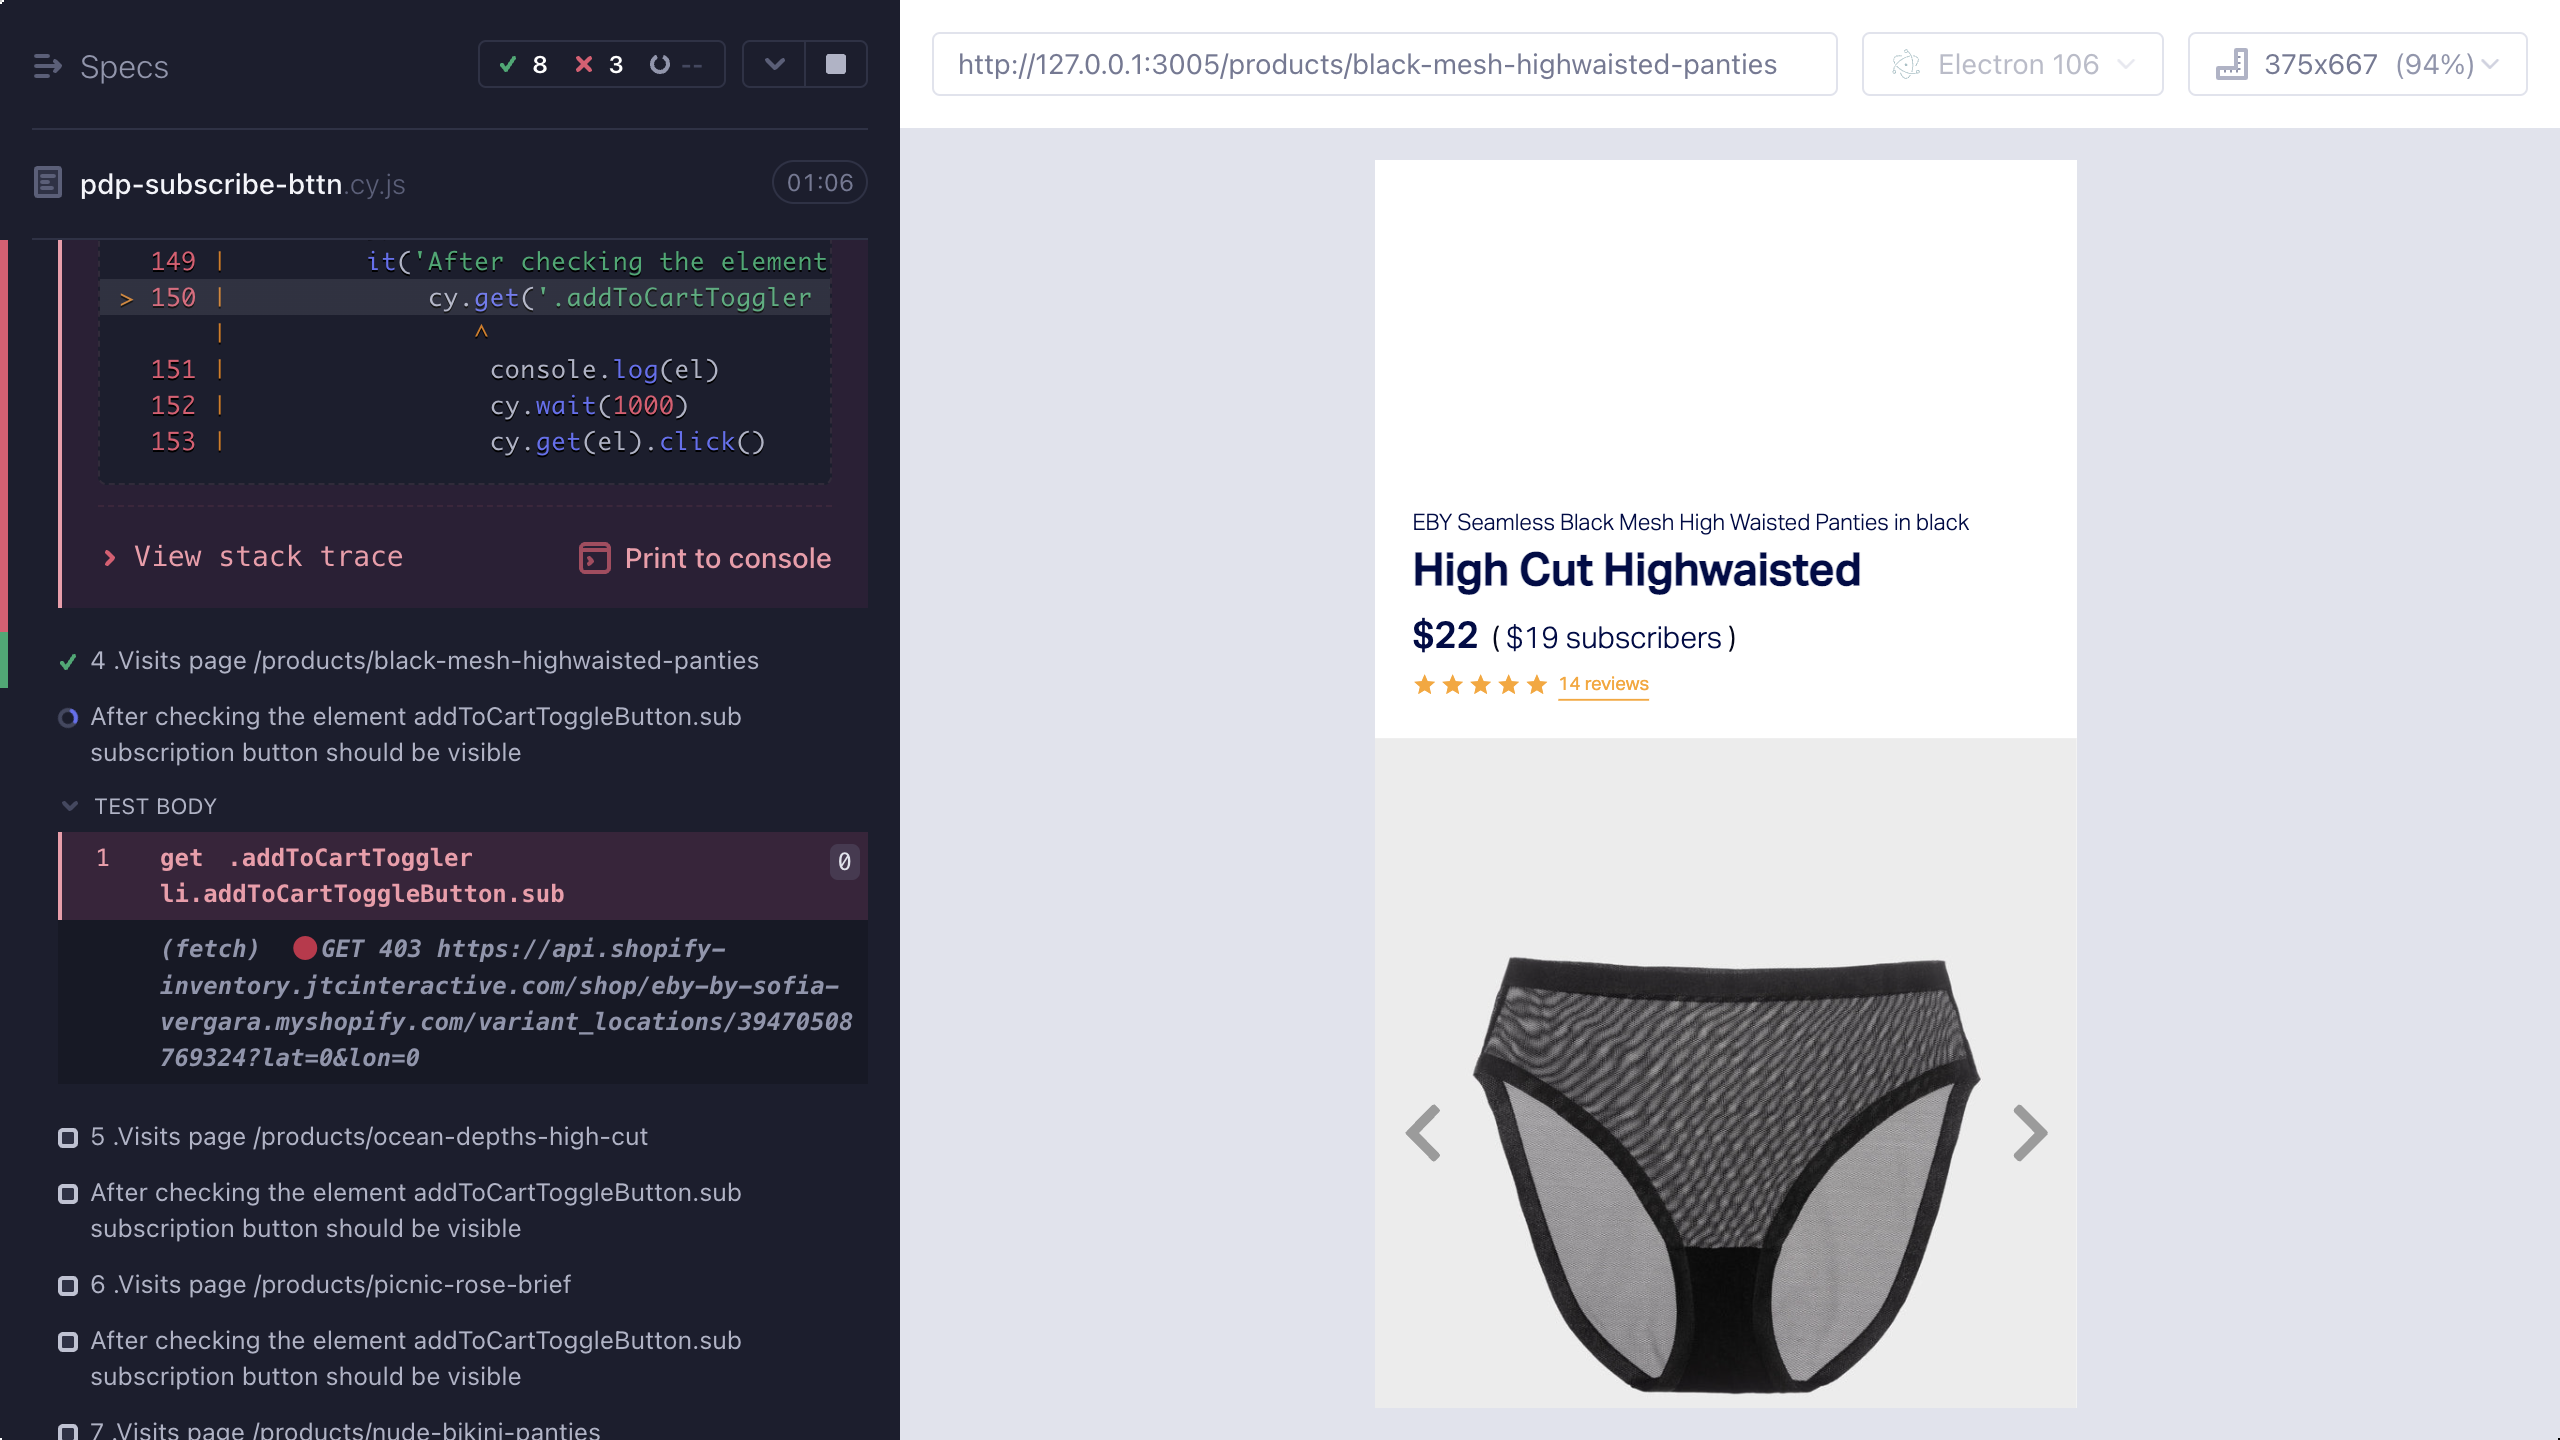 Specs
8 3 --
pdp-subscribe-bttn.cy.js
01:06
149 | it('After checking the element
> 150 | cy.get('.addToCartToggler
| ^
151 | console.log(el)
152 | cy.wait(1000)
153 | cy.get(el).click()
View stack trace
Print to console
4 .Visits page /products/black-mesh-highwaisted-panties
After checking the element addToCartToggleButton.sub
subscription button should be visible
TEST BODY
1 get .addToCartToggler 0
li.addToCartToggleButton.sub
(fetch) GET 403 https://api.shopify-
inventory.jtcinteractive.com/shop/eby-by-sofia-
vergara.myshopify.com/variant_locations/39470508
769324?lat=0&lon=0
5 .Visits page /products/ocean-depths-high-cut
After checking the element addToCartToggleButton.sub
subscription button should be visible
6 .Visits page /products/picnic-rose-brief
After checking the element addToCartToggleButton.sub
subscription button should be visible
7 .Visits page /products/nude-bikini-panties
http://127.0.0.1:3005/products/black-mesh-highwaisted-panties
Electron 106
375x667 (94%)
EBY Seamless Black Mesh High Waisted Panties in black
High Cut Highwaisted
$22 ( $19 subscribers )
14 reviews